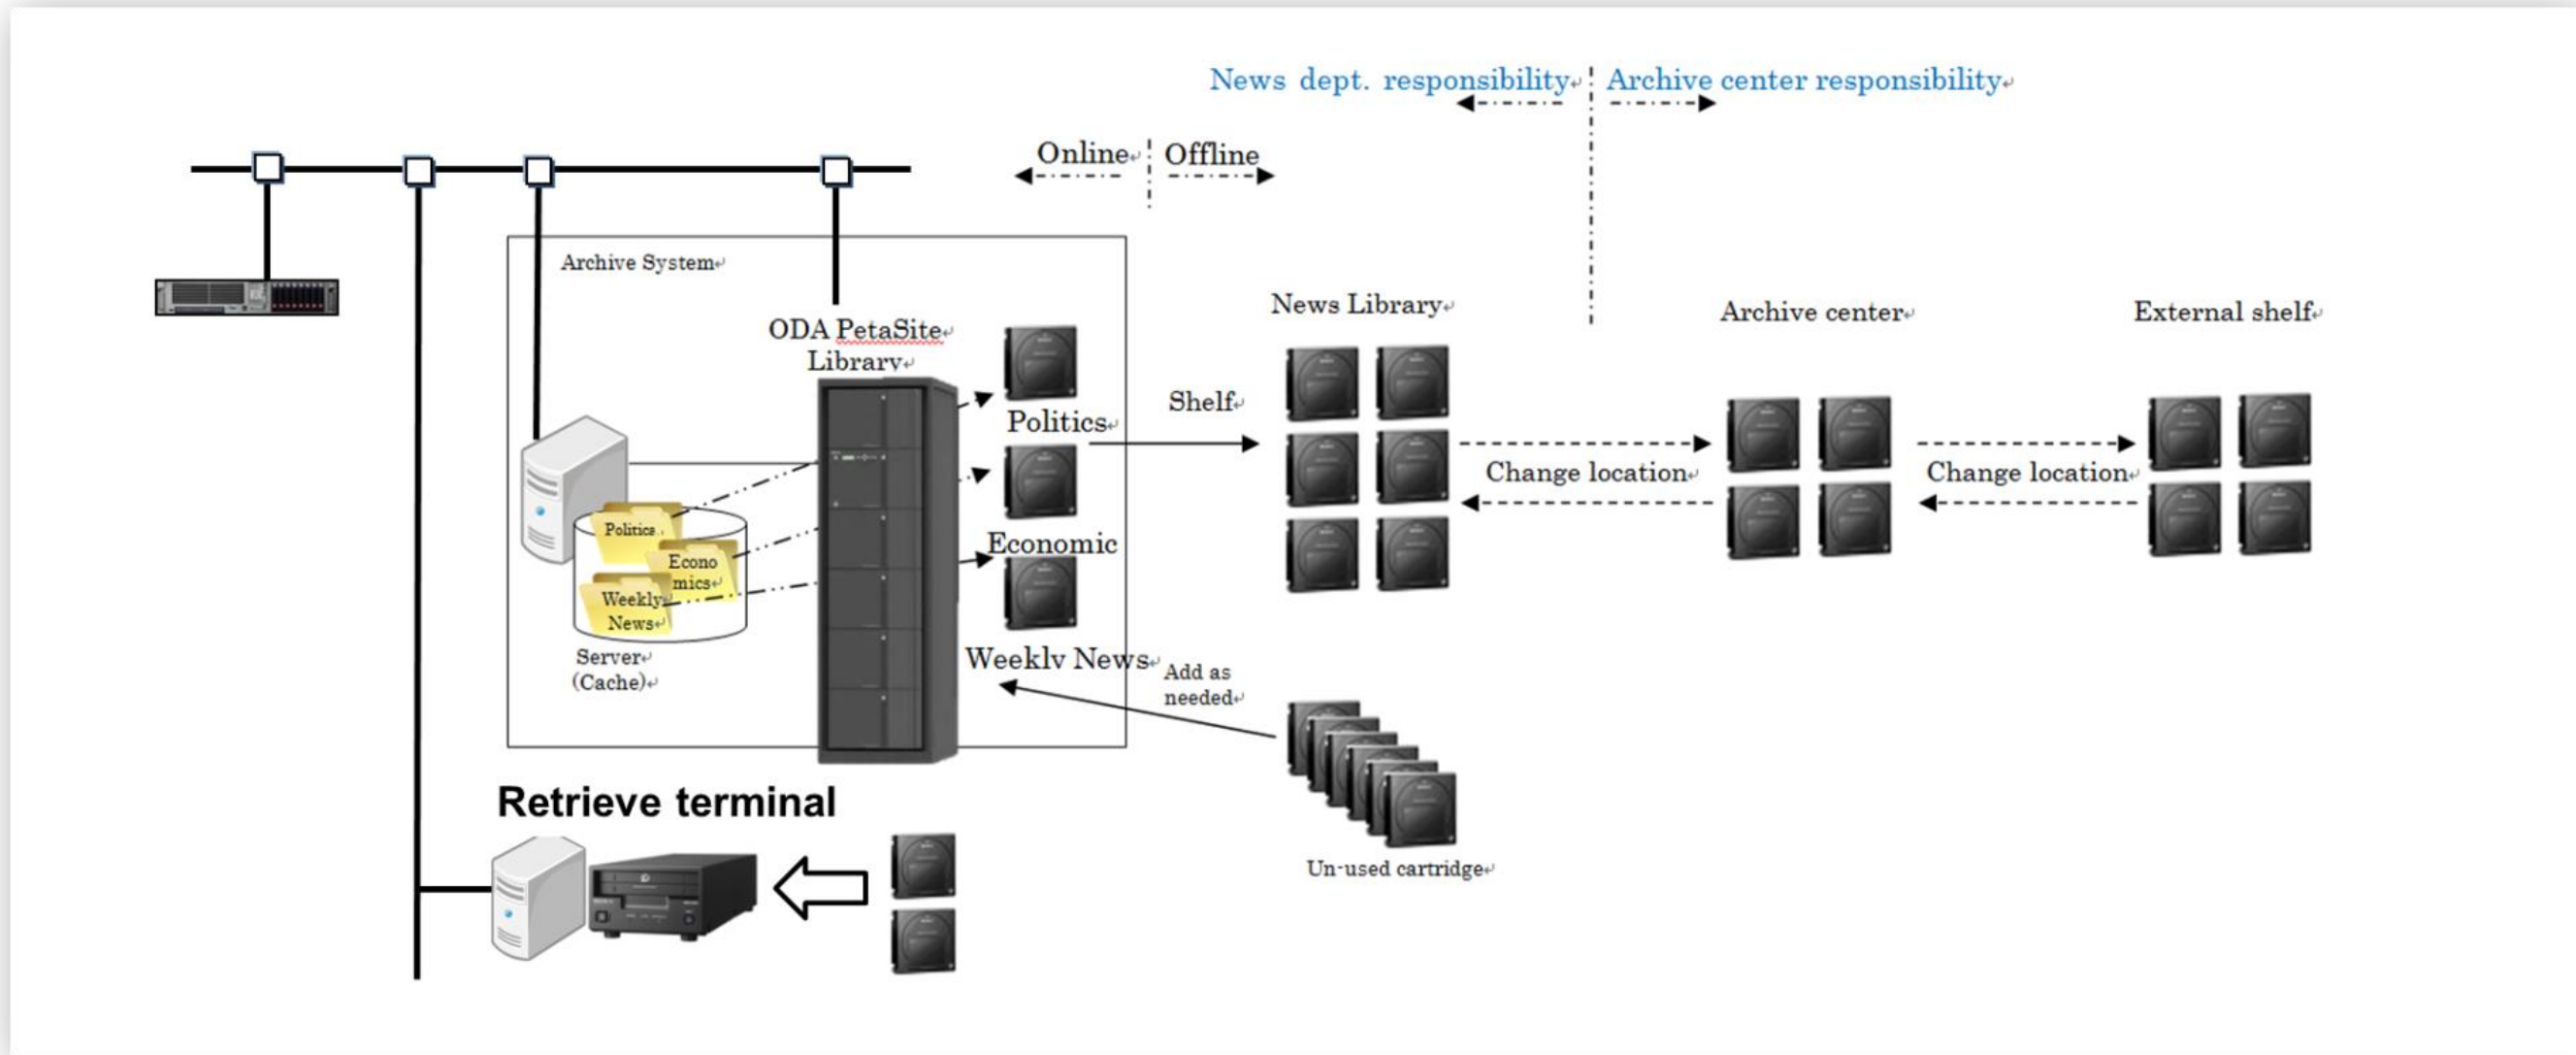 News dept. responsibility
Archive center responsibility
Online
Offline
Archive System
ODA PetaSite
Library
News Library
Archive center
External shelf
Politics
Shelf
Change location
Change location
Politics
Economic
Econo
mics
Weekly
News
Server
(Cache)
Weekly News
Add as
needed
Retrieve terminal
Un-used cartridge